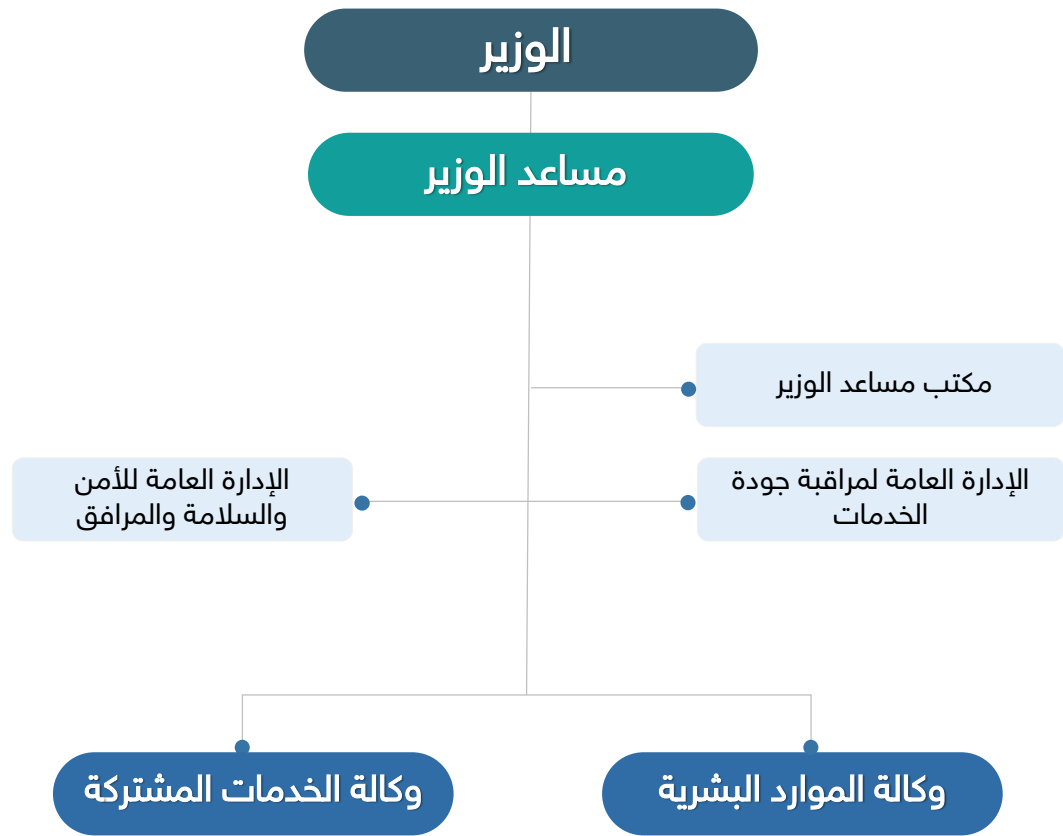 الوزير
مساعد الوزير
مكتب مساعد الوزير
الإدارة العامة لمراقبة جودة
الخدمات
الإدارة العامة للأمن
والسلامة والمرافق
وكالة الموارد البشرية
وكالة الخدمات المشتركة